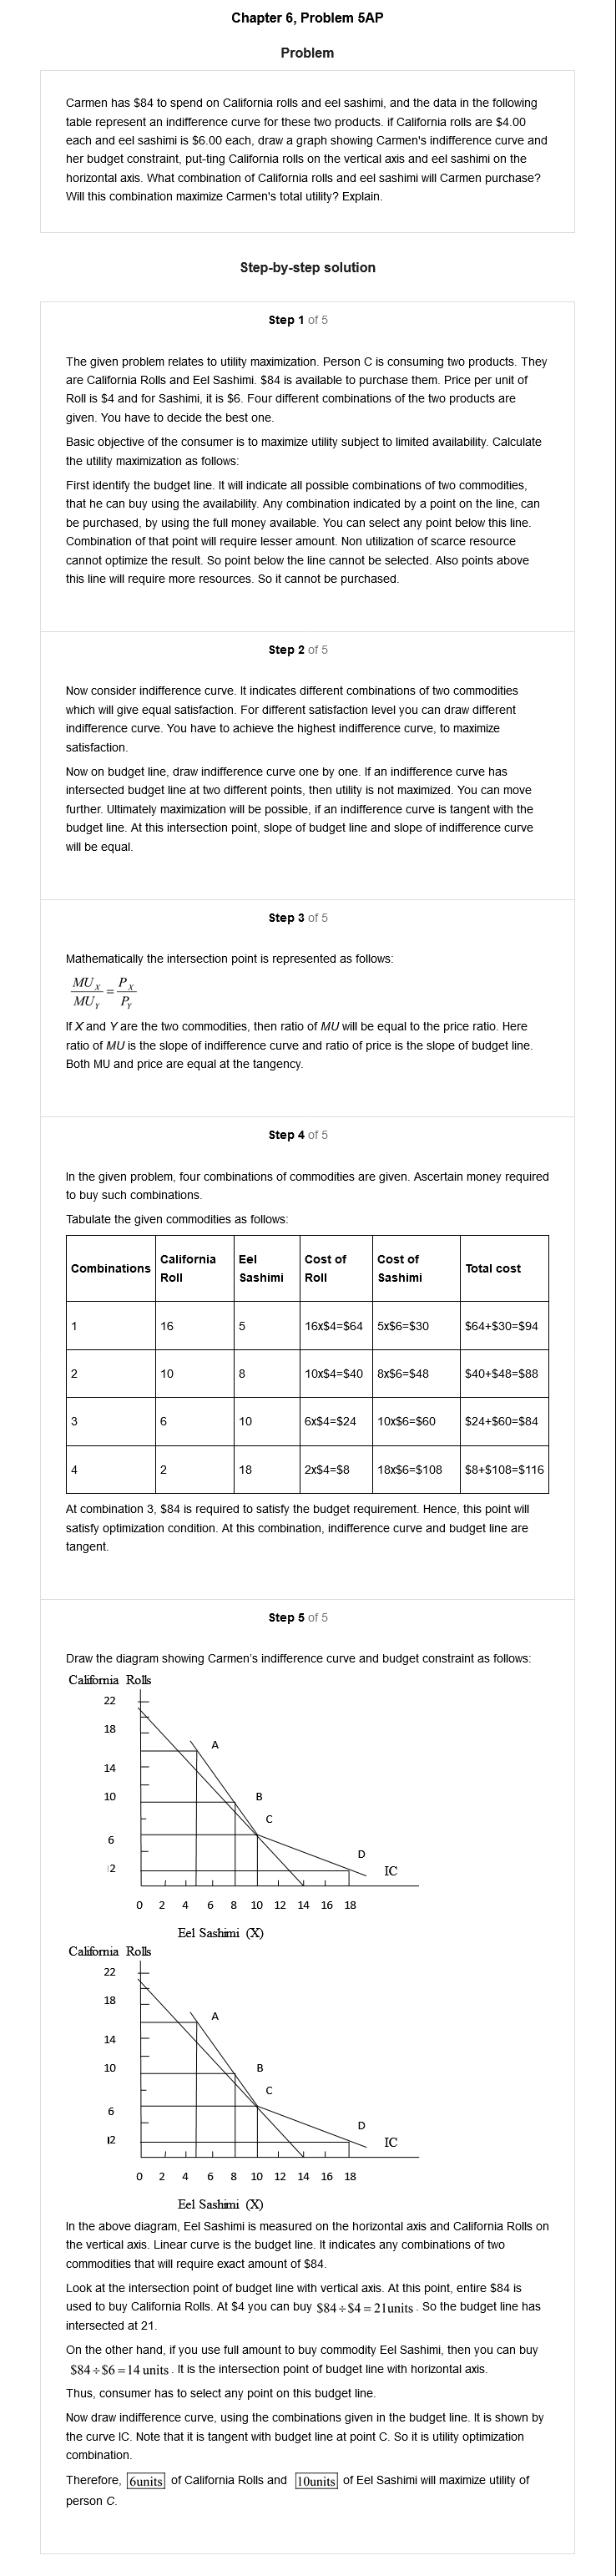 Chapter 6, Problem 5AP
Problem
Carmen has $84 to spend on California rolls and eel sashimi, and the data in the following
table represent an indifference curve for these two products. if California rolls are $4.00
each and eel sashimi is $6.00 each, draw a graph showing Carmen's indifference curve and
her budget constraint, put-ting California rolls on the vertical axis and eel sashimi on the
horizontal axis. What combination of California rolls and eel sashimi will Carmen purchase?
Will this combination maximize Carmen's total utility? Explain.
Step-by-step solution
Step 1 of 5
The given problem relates to utility maximization. Person C is consuming two products. They
are California Rolls and Eel Sashimi. $84 is available to purchase them. Price per unit of
Roll is $4 and for Sashimi, it is $6. Four different combinations of the two products are
given. You have to decide the best one.
Basic objective of the consumer is to maximize utility subject to limited availability. Calculate
the utility maximization as follows:
First identify the budget line. It will indicate all possible combinations of two commodities,
that he can buy using the availability. Any combination indicated by a point on the line, can
be purchased, by using the full money available. You can select any point below this line.
Combination of that point will require lesser amount. Non utilization of scarce resource
cannot optimize the result. So point below the line cannot be selected. Also points above
this line will require more resources. So it cannot be purchased.
Step 2 of 5
Now consider indifference curve. It indicates different combinations of two commodities
which will give equal satisfaction. For different satisfaction level you can draw different
indifference curve. You have to achieve the highest indifference curve, to maximize
satisfaction.
Now on budget line, draw indifference curve one by one. If an indifference curve has
intersected budget line at two different points, then utility is not maximized. You can move
further. Ultimately maximization will be possible, if an indifference curve is tangent with the
budget line. At this intersection point, slope of budget line and slope of indifference curve
will be equal.
Step 3 of 5
Mathematically the intersection point is represented as follows:
MU_X / MU_Y = P_X / P_Y
If X and Y are the two commodities, then ratio of MU will be equal to the price ratio. Here
ratio of MU is the slope of indifference curve and ratio of price is the slope of budget line.
Both MU and price are equal at the tangency.
Step 4 of 5
In the given problem, four combinations of commodities are given. Ascertain money required
to buy such combinations.
Tabulate the given commodities as follows:
Combinations California Roll Eel Sashimi Cost of Roll Cost of Sashimi Total cost
1 16 5 16x$4=$64 5x$6=$30 $64+$30=$94
2 10 8 10x$4=$40 8x$6=$48 $40+$48=$88
3 6 10 6x$4=$24 10x$6=$60 $24+$60=$84
4 2 18 2x$4=$8 18x$6=$108 $8+$108=$116
At combination 3, $84 is required to satisfy the budget requirement. Hence, this point will
satisfy optimization condition. At this combination, indifference curve and budget line are
tangent.
Step 5 of 5
Draw the diagram showing Carmen's indifference curve and budget constraint as follows:
California Rolls
22
18
A
14
10
B
C
6
D
2
IC
0 2 4 6 8 10 12 14 16 18
Eel Sashimi (X)
California Rolls
22
18
A
14
10
B
C
6
D
2
IC
0 2 4 6 8 10 12 14 16 18
Eel Sashimi (X)
In the above diagram, Eel Sashimi is measured on the horizontal axis and California Rolls on
the vertical axis. Linear curve is the budget line. It indicates any combinations of two
commodities that will require exact amount of $84.
Look at the intersection point of budget line with vertical axis. At this point, entire $84 is
used to buy California Rolls. At $4 you can buy $84÷$4=21units. So the budget line has
intersected at 21.
On the other hand, if you use full amount to buy commodity Eel Sashimi, then you can buy
$84÷$6=14 units. It is the intersection point of budget line with horizontal axis.
Thus, consumer has to select any point on this budget line.
Now draw indifference curve, using the combinations given in the budget line. It is shown by
the curve IC. Note that it is tangent with budget line at point C. So it is utility optimization
combination.
Therefore, 6units of California Rolls and 10units of Eel Sashimi will maximize utility of
person C.